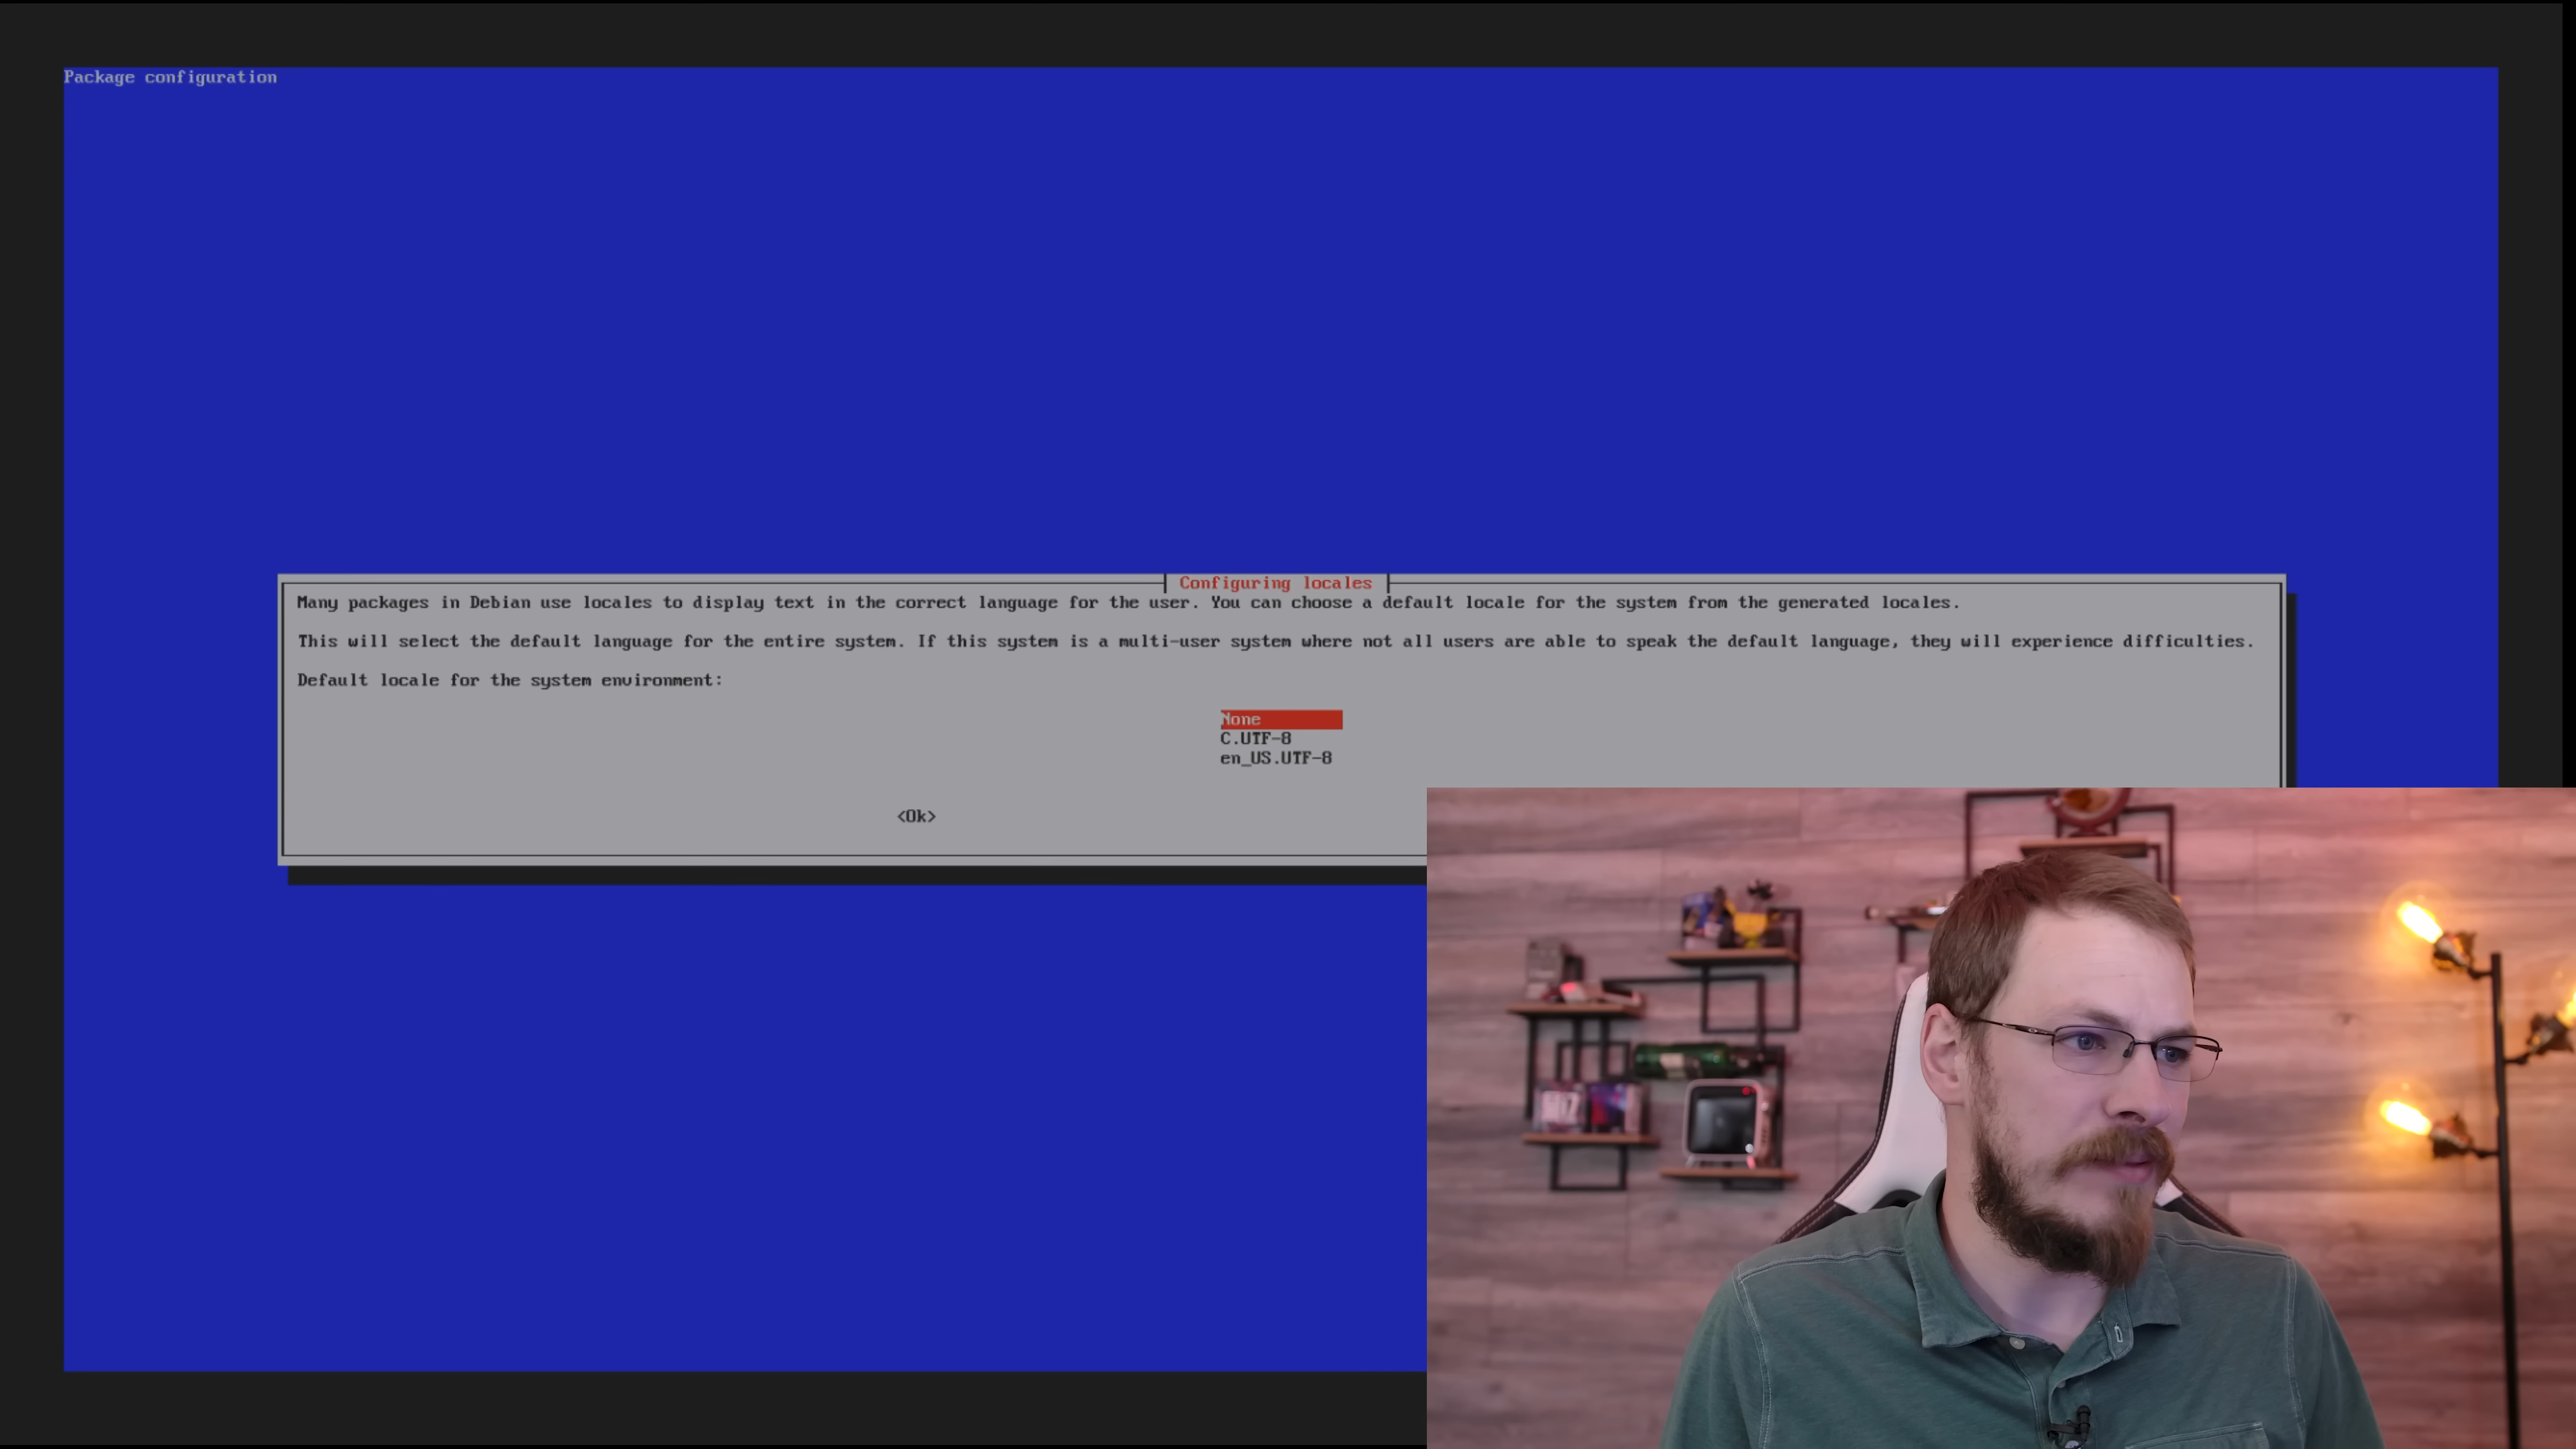 Package configuration
Configuring locales
Many packages in Debian use locales to display text in the correct language for the user. You can choose a default locale for the system from the generated locales.
This will select the default language for the entire system. If this system is a multi-user system where not all users are able to speak the default language, they will experience difficulties.
Default locale for the system environment:
None
C.UTF-8
en_US.UTF-8
<Ok>